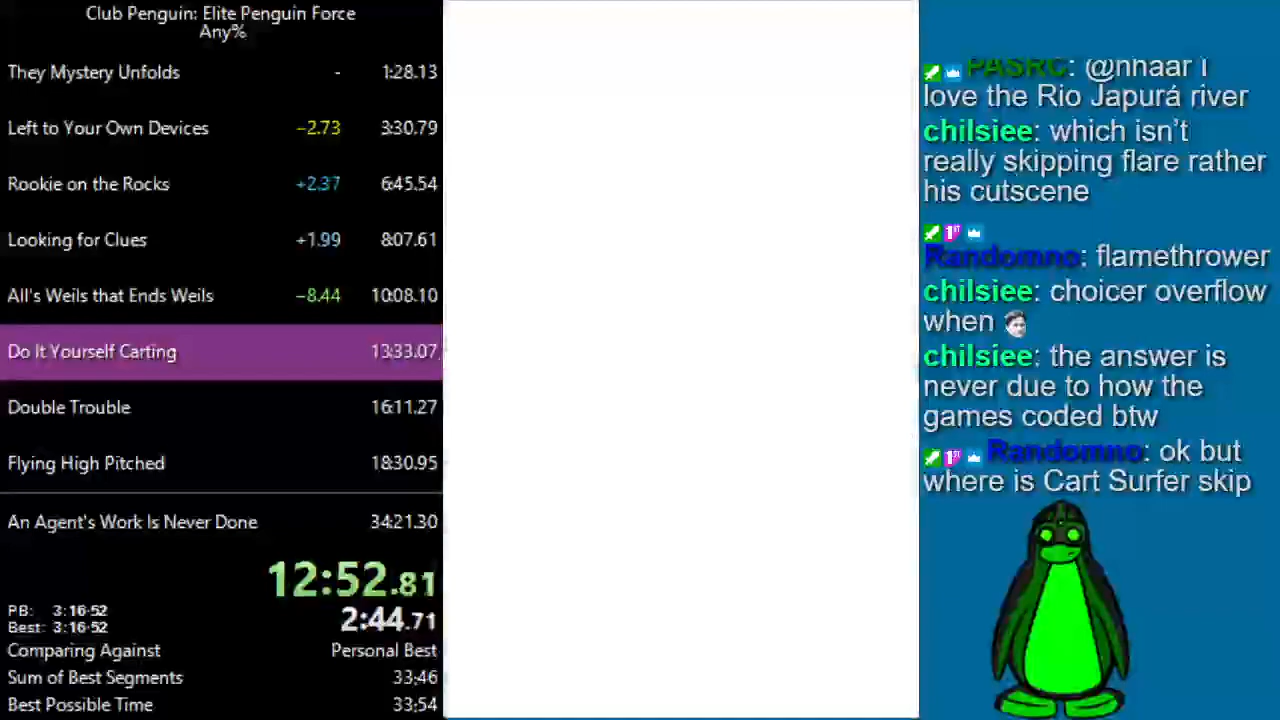 Club Penguin: Elite Penguin Force
Any%
They Mystery Unfolds - 1:28.13
Left to Your Own Devices −2.73 3:30.79
Rookie on the Rocks +2.37 6:45.54
Looking for Clues +1.99 8:07.61
All's Weils that Ends Weils −8.44 10:08.10
Do It Yourself Carting 13:33.07
Double Trouble 16:11.27
Flying High Pitched 18:30.95
An Agent's Work Is Never Done 34:21.30
12:52.81
PB: 3:16.52
2:44.71
Best: 3:16.52
Comparing Against Personal Best
Sum of Best Segments 33:46
Best Possible Time 33:54
PASRC: @nhaar I
love the Rio Japurá river
chilsiee: which isn't
really skipping flare rather
his cutscene
Randomno: flamethrower
chilsiee: choicer overflow
when
chilsiee: the answer is
never due to how the
games coded btw
Randomno: ok but
where is Cart Surfer skip